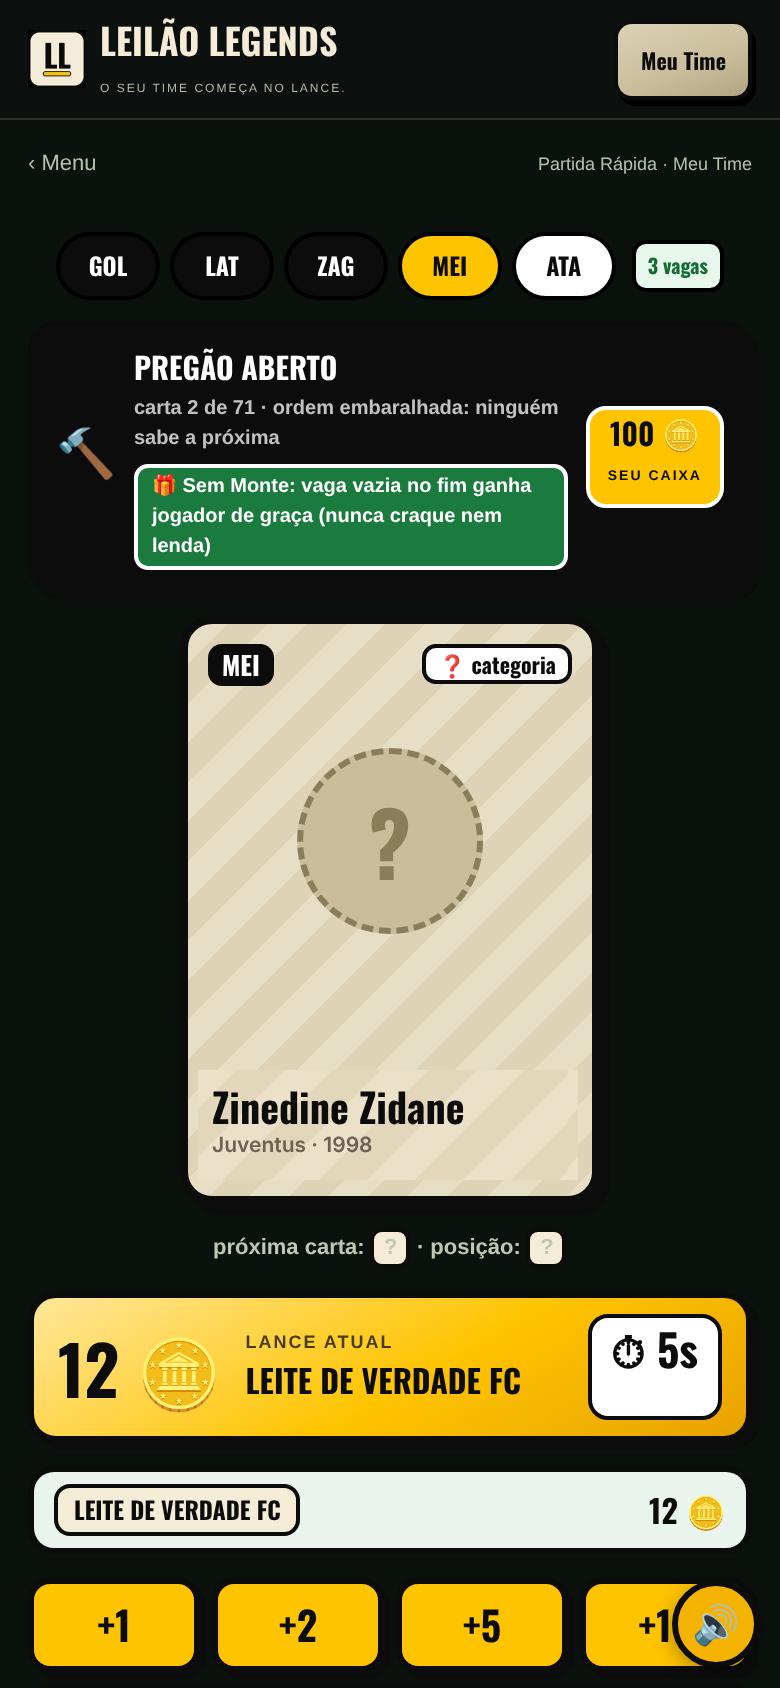 LL
LEILÃO LEGENDS
O SEU TIME COMEÇA NO LANCE.
Meu Time
‹ Menu
Partida Rápida · Meu Time
GOL
LAT
ZAG
MEI
ATA
3 vagas
PREGÃO ABERTO
carta 2 de 71 · ordem embaralhada: ninguém
sabe a próxima
🎁 Sem Monte: vaga vazia no fim ganha
jogador de graça (nunca craque nem
lenda)
100 🪙
SEU CAIXA
MEI
❓ categoria
?
Zinedine Zidane
Juventus · 1998
próxima carta: ? · posição: ?
12 🪙
LANCE ATUAL
LEITE DE VERDADE FC
⏱ 5s
LEITE DE VERDADE FC
12 🪙
+1
+2
+5